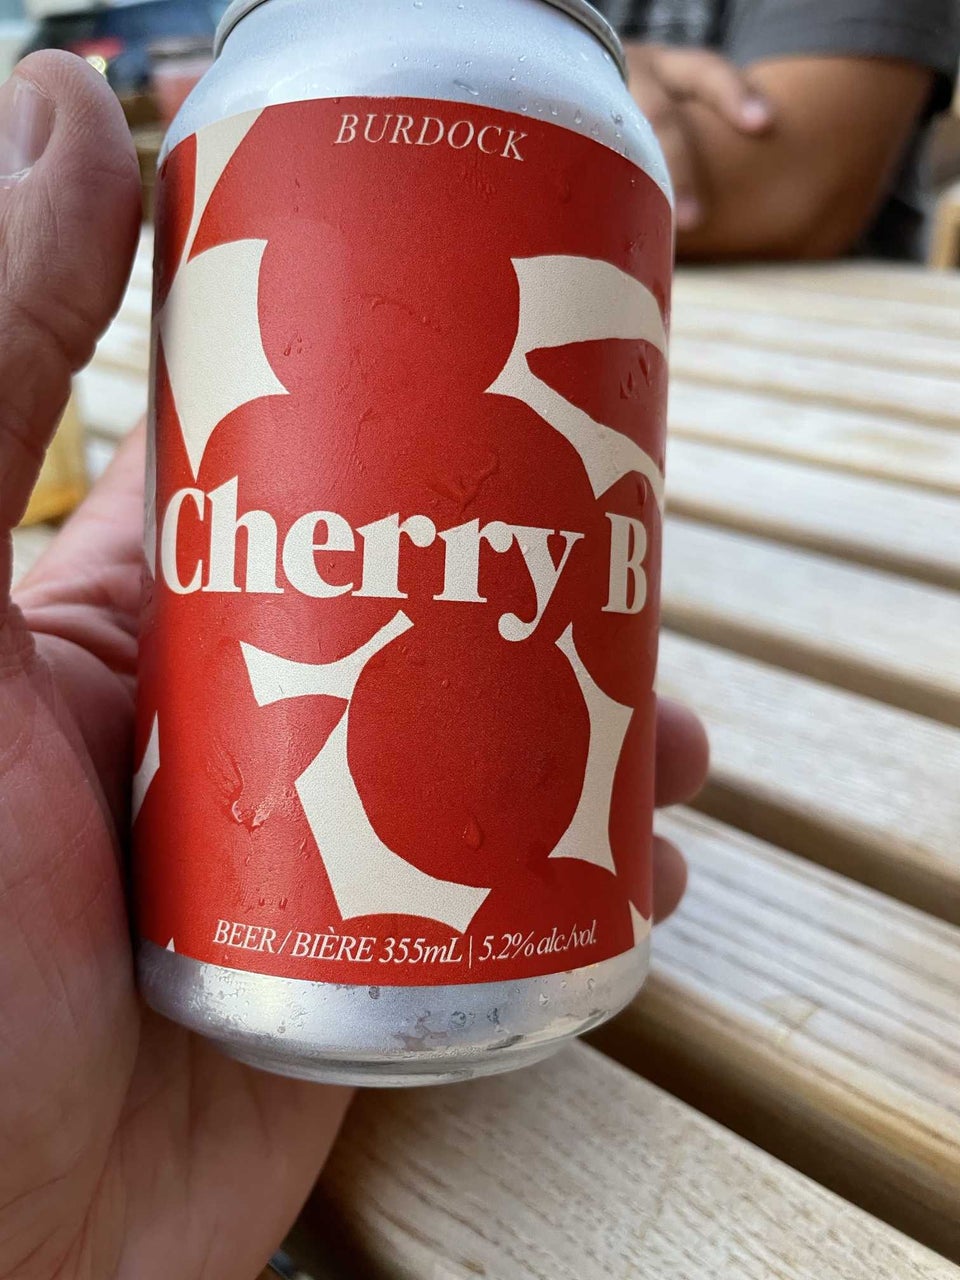 BURDOCK
Cherry B
BEER / BIÈRE 355mL | 5.2% alc./vol.